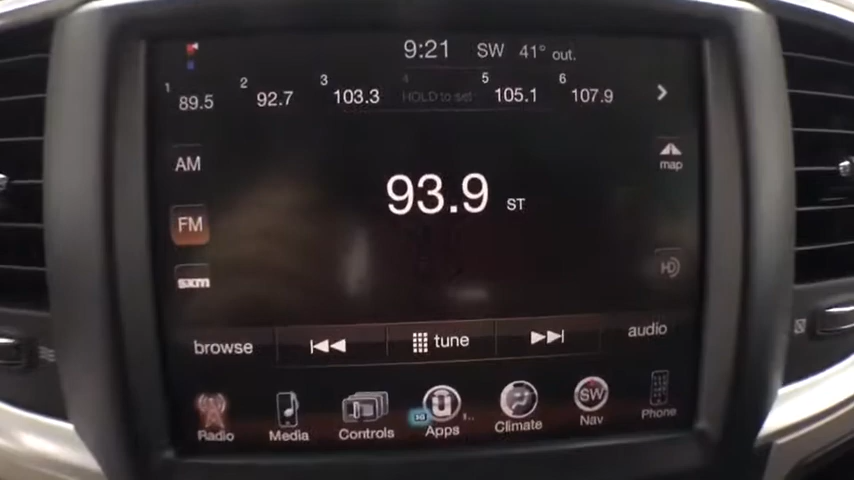 9:21 SW 41° out.
1 89.5 2 92.7 3 103.3 4 HOLD to set 5 105.1 6 107.9
AM
map
93.9 ST
FM
HD
sxm
browse tune audio
Radio Media Controls 3G Apps Climate SW Nav Phone